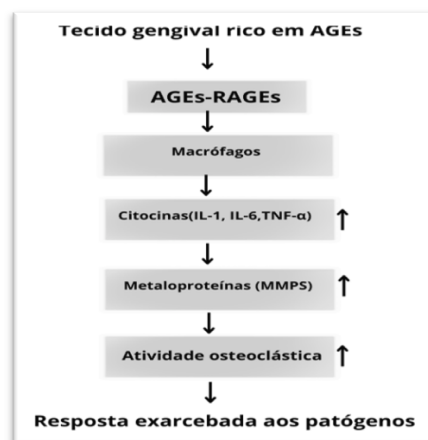 Tecido gengival rico em AGEs
↓
AGEs-RAGEs
↓
Macrófagos
↓
Citocinas(IL-1, IL-6,TNF-α) ↑
↓
Metaloproteínas (MMPS) ↑
↓
Atividade osteoclástica ↑
↓
Resposta exarcebada aos patógenos